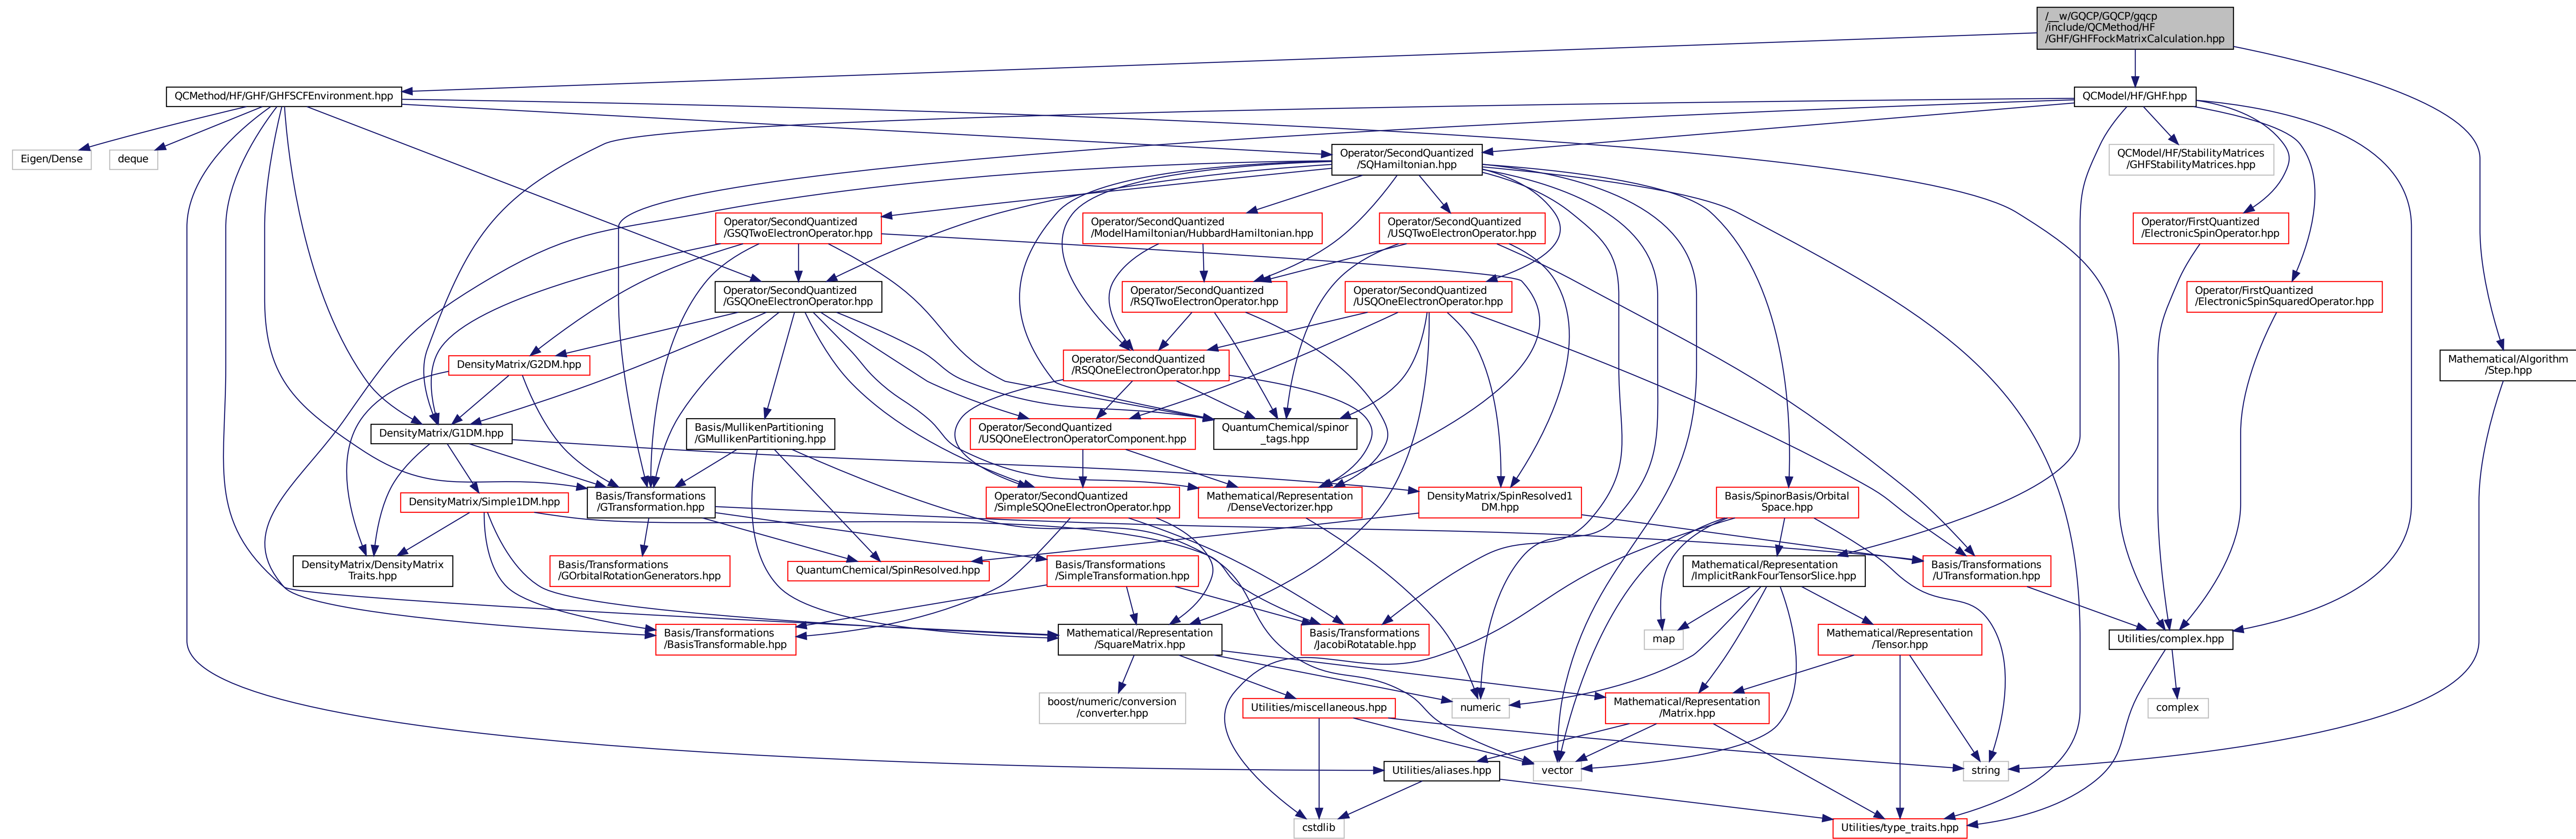 /__w/GQCP/GQCP/gqcp
/include/QCMethod/HF
/GHF/GHFFockMatrixCalculation.hpp
QCMethod/HF/GHF/GHFSCFEnvironment.hpp
QCModel/HF/GHF.hpp
Eigen/Dense
deque
Operator/SecondQuantized
/SQHamiltonian.hpp
QCModel/HF/StabilityMatrices
/GHFStabilityMatrices.hpp
Operator/SecondQuantized
/GSQTwoElectronOperator.hpp
Operator/SecondQuantized
/ModelHamiltonian/HubbardHamiltonian.hpp
Operator/SecondQuantized
/USQTwoElectronOperator.hpp
Operator/FirstQuantized
/ElectronicSpinOperator.hpp
Operator/SecondQuantized
/GSQOneElectronOperator.hpp
Operator/SecondQuantized
/RSQTwoElectronOperator.hpp
Operator/SecondQuantized
/USQOneElectronOperator.hpp
Operator/FirstQuantized
/ElectronicSpinSquaredOperator.hpp
DensityMatrix/G2DM.hpp
Operator/SecondQuantized
/RSQOneElectronOperator.hpp
Mathematical/Algorithm
/Step.hpp
DensityMatrix/G1DM.hpp
Basis/MullikenPartitioning
/GMullikenPartitioning.hpp
Operator/SecondQuantized
/USQOneElectronOperatorComponent.hpp
QuantumChemical/spinor
_tags.hpp
DensityMatrix/Simple1DM.hpp
Basis/Transformations
/GTransformation.hpp
Operator/SecondQuantized
/SimpleSQOneElectronOperator.hpp
Mathematical/Representation
/DenseVectorizer.hpp
DensityMatrix/SpinResolved1
DM.hpp
Basis/SpinorBasis/Orbital
Space.hpp
DensityMatrix/DensityMatrix
Traits.hpp
Basis/Transformations
/GOrbitalRotationGenerators.hpp
QuantumChemical/SpinResolved.hpp
Basis/Transformations
/SimpleTransformation.hpp
Mathematical/Representation
/ImplicitRankFourTensorSlice.hpp
Basis/Transformations
/UTransformation.hpp
Basis/Transformations
/BasisTransformable.hpp
Mathematical/Representation
/SquareMatrix.hpp
Basis/Transformations
/JacobiRotatable.hpp
map
Mathematical/Representation
/Tensor.hpp
Utilities/complex.hpp
boost/numeric/conversion
/converter.hpp
Utilities/miscellaneous.hpp
numeric
Mathematical/Representation
/Matrix.hpp
complex
Utilities/aliases.hpp
vector
string
cstdlib
Utilities/type_traits.hpp